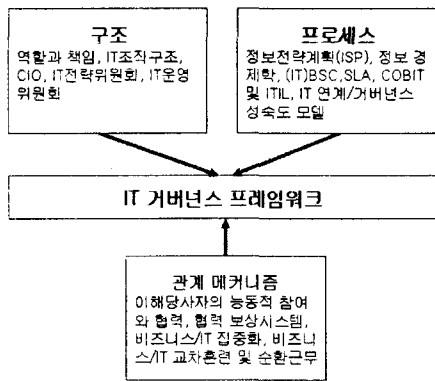 구조
역할과 책임, IT조직구조,
CIO, IT전략위원회, IT운영
위원회
프로세스
정보전략계획(ISP), 정보 경
제학, (IT)BSC,SLA, COBIT
및 ITIL, IT 연계/거버넌스
성숙도 모델
IT 거버넌스 프레임워크
관계 메커니즘
이해당사자의 능동적 참여
와 협력, 협력 보상시스템,
비즈니스/IT 집중화, 비즈니
스/IT 교차훈련 및 순환근무